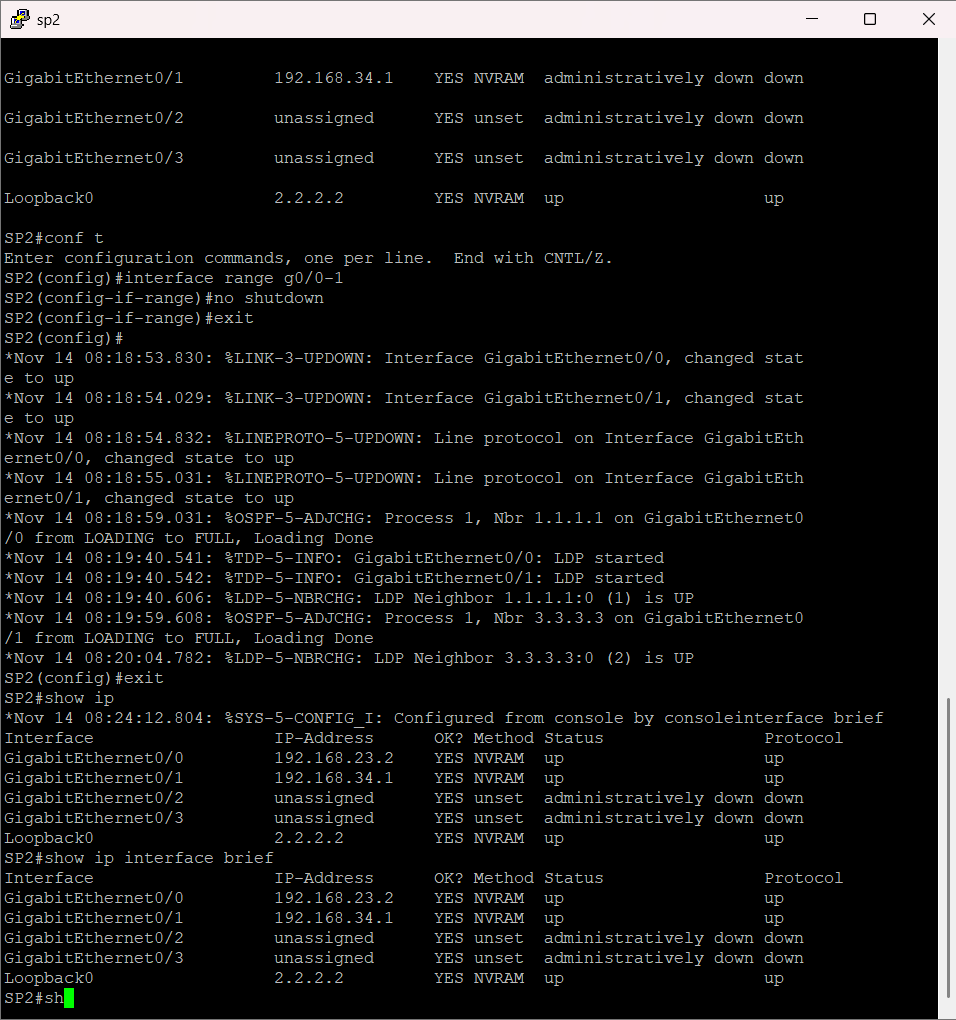 sp2
GigabitEthernet0/1         192.168.34.1    YES NVRAM  administratively down down
GigabitEthernet0/2         unassigned      YES unset  administratively down down
GigabitEthernet0/3         unassigned      YES unset  administratively down down
Loopback0                  2.2.2.2         YES NVRAM  up                    up
SP2#conf t
Enter configuration commands, one per line.  End with CNTL/Z.
SP2(config)#interface range g0/0-1
SP2(config-if-range)#no shutdown
SP2(config-if-range)#exit
SP2(config)#
*Nov 14 08:18:53.830: %LINK-3-UPDOWN: Interface GigabitEthernet0/0, changed stat
e to up
*Nov 14 08:18:54.029: %LINK-3-UPDOWN: Interface GigabitEthernet0/1, changed stat
e to up
*Nov 14 08:18:54.832: %LINEPROTO-5-UPDOWN: Line protocol on Interface GigabitEth
ernet0/0, changed state to up
*Nov 14 08:18:55.031: %LINEPROTO-5-UPDOWN: Line protocol on Interface GigabitEth
ernet0/1, changed state to up
*Nov 14 08:18:59.031: %OSPF-5-ADJCHG: Process 1, Nbr 1.1.1.1 on GigabitEthernet0
/0 from LOADING to FULL, Loading Done
*Nov 14 08:19:40.541: %TDP-5-INFO: GigabitEthernet0/0: LDP started
*Nov 14 08:19:40.542: %TDP-5-INFO: GigabitEthernet0/1: LDP started
*Nov 14 08:19:40.606: %LDP-5-NBRCHG: LDP Neighbor 1.1.1.1:0 (1) is UP
*Nov 14 08:19:59.608: %OSPF-5-ADJCHG: Process 1, Nbr 3.3.3.3 on GigabitEthernet0
/1 from LOADING to FULL, Loading Done
*Nov 14 08:20:04.782: %LDP-5-NBRCHG: LDP Neighbor 3.3.3.3:0 (2) is UP
SP2(config)#exit
SP2#show ip
*Nov 14 08:24:12.804: %SYS-5-CONFIG_I: Configured from console by consoleinterface brief
Interface                  IP-Address      OK? Method Status                Protocol
GigabitEthernet0/0         192.168.23.2    YES NVRAM  up                    up
GigabitEthernet0/1         192.168.34.1    YES NVRAM  up                    up
GigabitEthernet0/2         unassigned      YES unset  administratively down down
GigabitEthernet0/3         unassigned      YES unset  administratively down down
Loopback0                  2.2.2.2         YES NVRAM  up                    up
SP2#show ip interface brief
Interface                  IP-Address      OK? Method Status                Protocol
GigabitEthernet0/0         192.168.23.2    YES NVRAM  up                    up
GigabitEthernet0/1         192.168.34.1    YES NVRAM  up                    up
GigabitEthernet0/2         unassigned      YES unset  administratively down down
GigabitEthernet0/3         unassigned      YES unset  administratively down down
Loopback0                  2.2.2.2         YES NVRAM  up                    up
SP2#sh